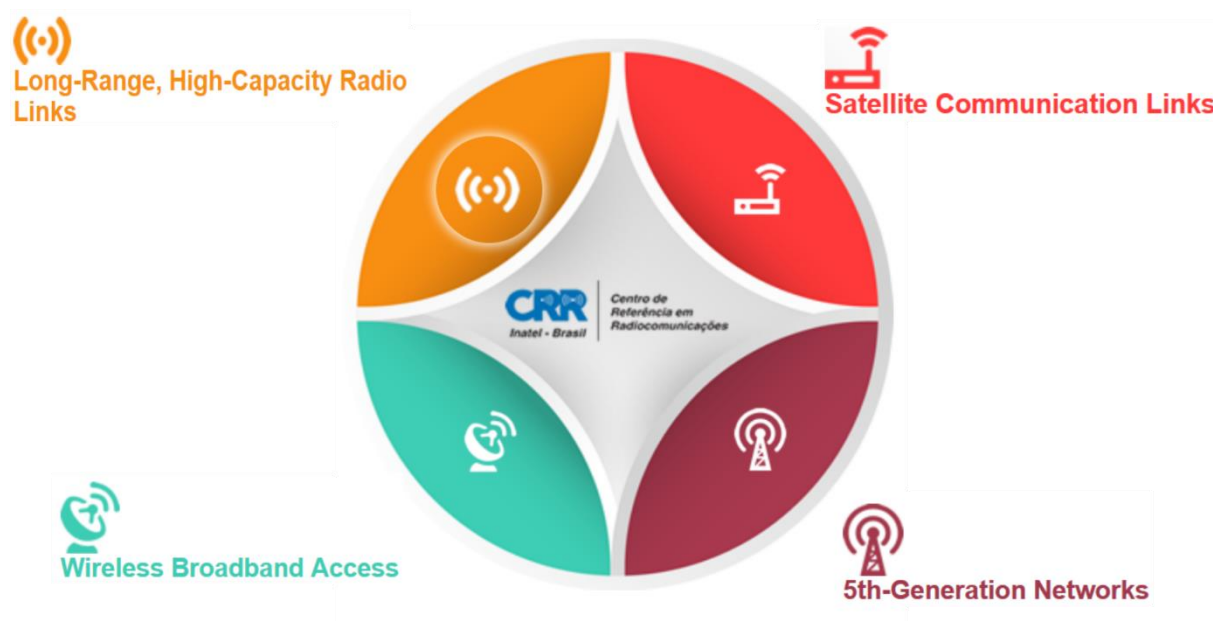 Long-Range, High-Capacity Radio
Links
Satellite Communication Links
CRR
Inatel - Brasil
Centro de
Referência em
Radiocomunicações
Wireless Broadband Access
5th-Generation Networks